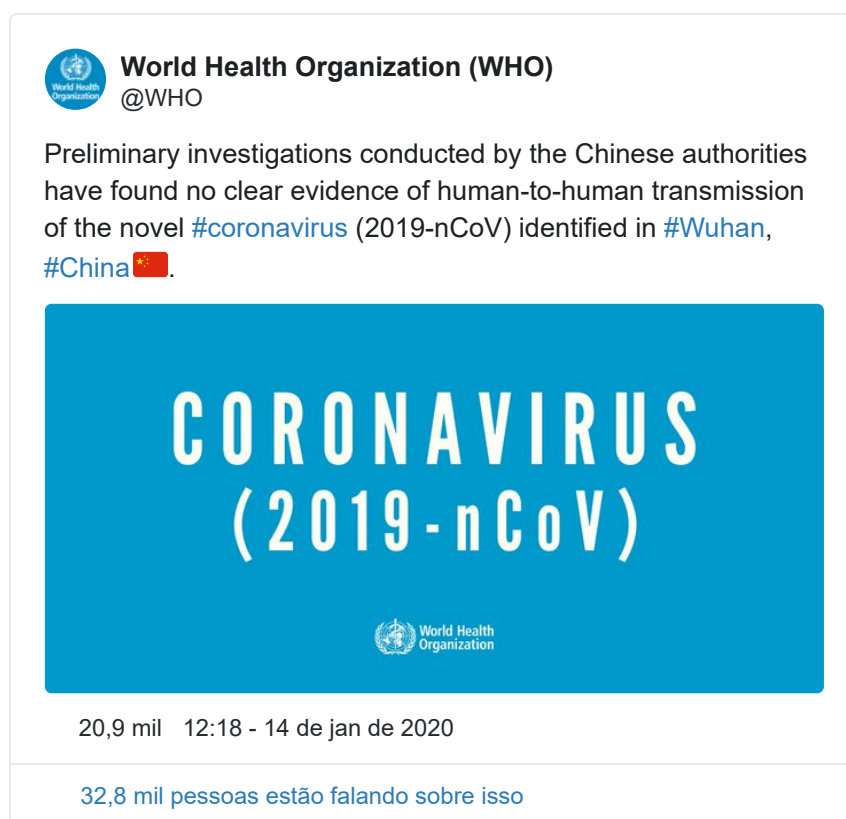 World Health Organization (WHO)
@WHO
Preliminary investigations conducted by the Chinese authorities
have found no clear evidence of human-to-human transmission
of the novel #coronavirus (2019-nCoV) identified in #Wuhan,
#China🇨🇳.
CORONAVIRUS
(2019-nCoV)
World Health
Organization
20,9 mil 12:18 - 14 de jan de 2020
32,8 mil pessoas estão falando sobre isso